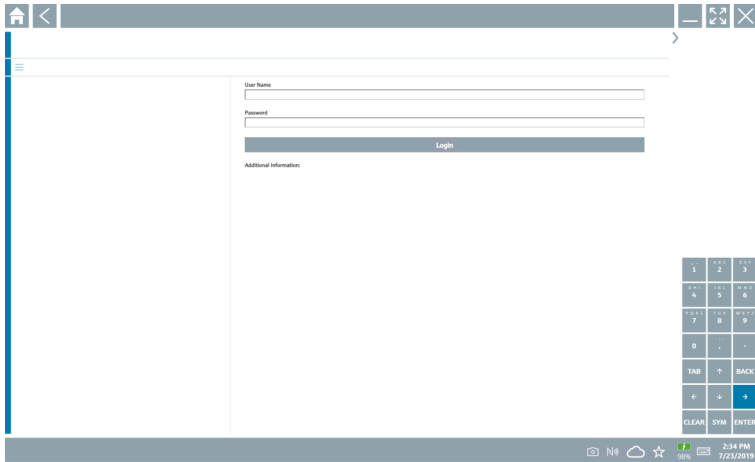 User Name
Password
Login
Additional Information:
1 2 3
4 5 6
7 8 9
0 . -
TAB BACK
CLEAR SYM ENTER
98%
2:34 PM
7/23/2019